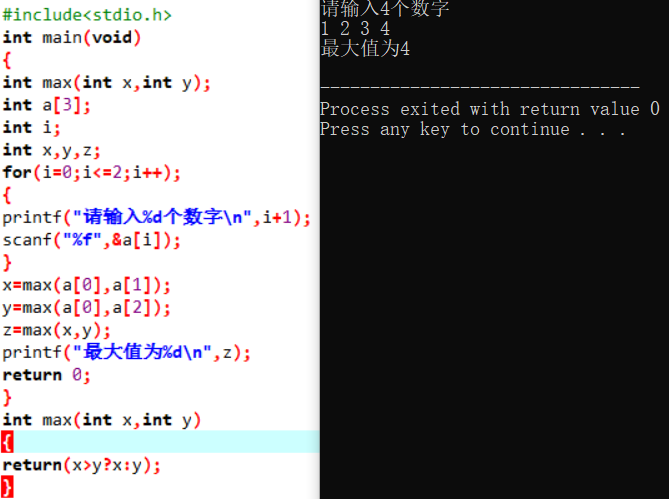 #include<stdio.h>
int main(void)
{
int max(int x,int y);
int a[3];
int i;
int x,y,z;
for(i=0;i<=2;i++);
{
printf("请输入%d个数字\n",i+1);
scanf("%f",&a[i]);
}
x=max(a[0],a[1]);
y=max(a[0],a[2]);
z=max(x,y);
printf("最大值为%d\n",z);
return 0;
}
int max(int x,int y)
{
return(x>y?x:y);
}
请输入4个数字
1 2 3 4
最大值为4
--------------------------------
Process exited with return value 0
Press any key to continue . . .